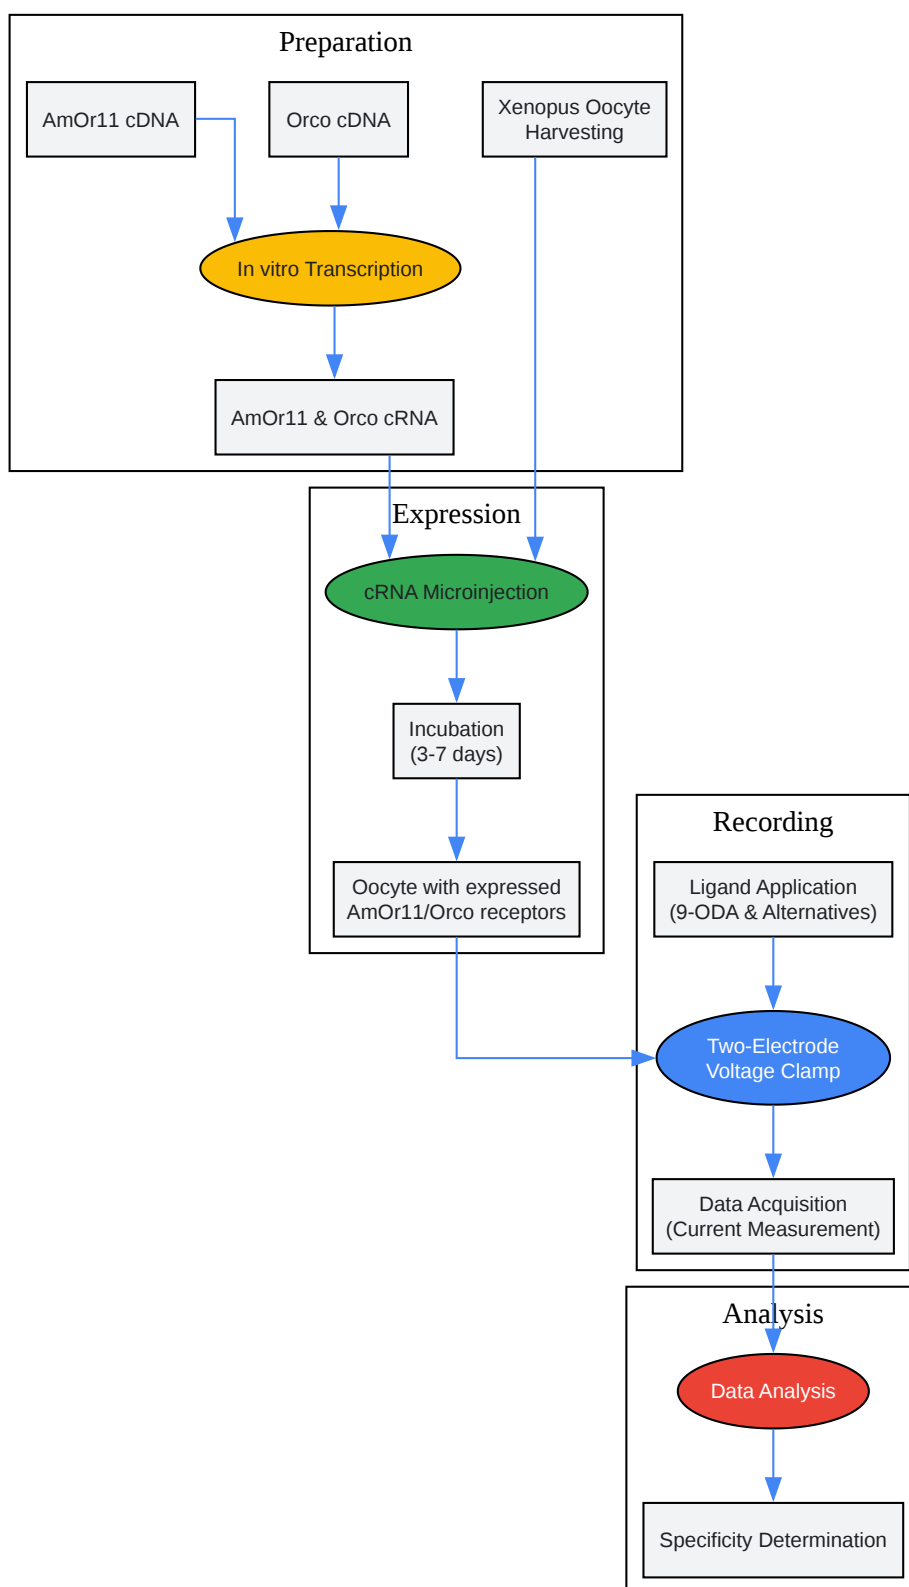 Preparation
AmOr11 cDNA
Orco cDNA
Xenopus Oocyte
Harvesting
In vitro Transcription
AmOr11 & Orco cRNA
Expression
cRNA Microinjection
Incubation
(3-7 days)
Oocyte with expressed
AmOr11/Orco receptors
Recording
Ligand Application
(9-ODA & Alternatives)
Two-Electrode
Voltage Clamp
Data Acquisition
(Current Measurement)
Analysis
Data Analysis
Specificity Determination